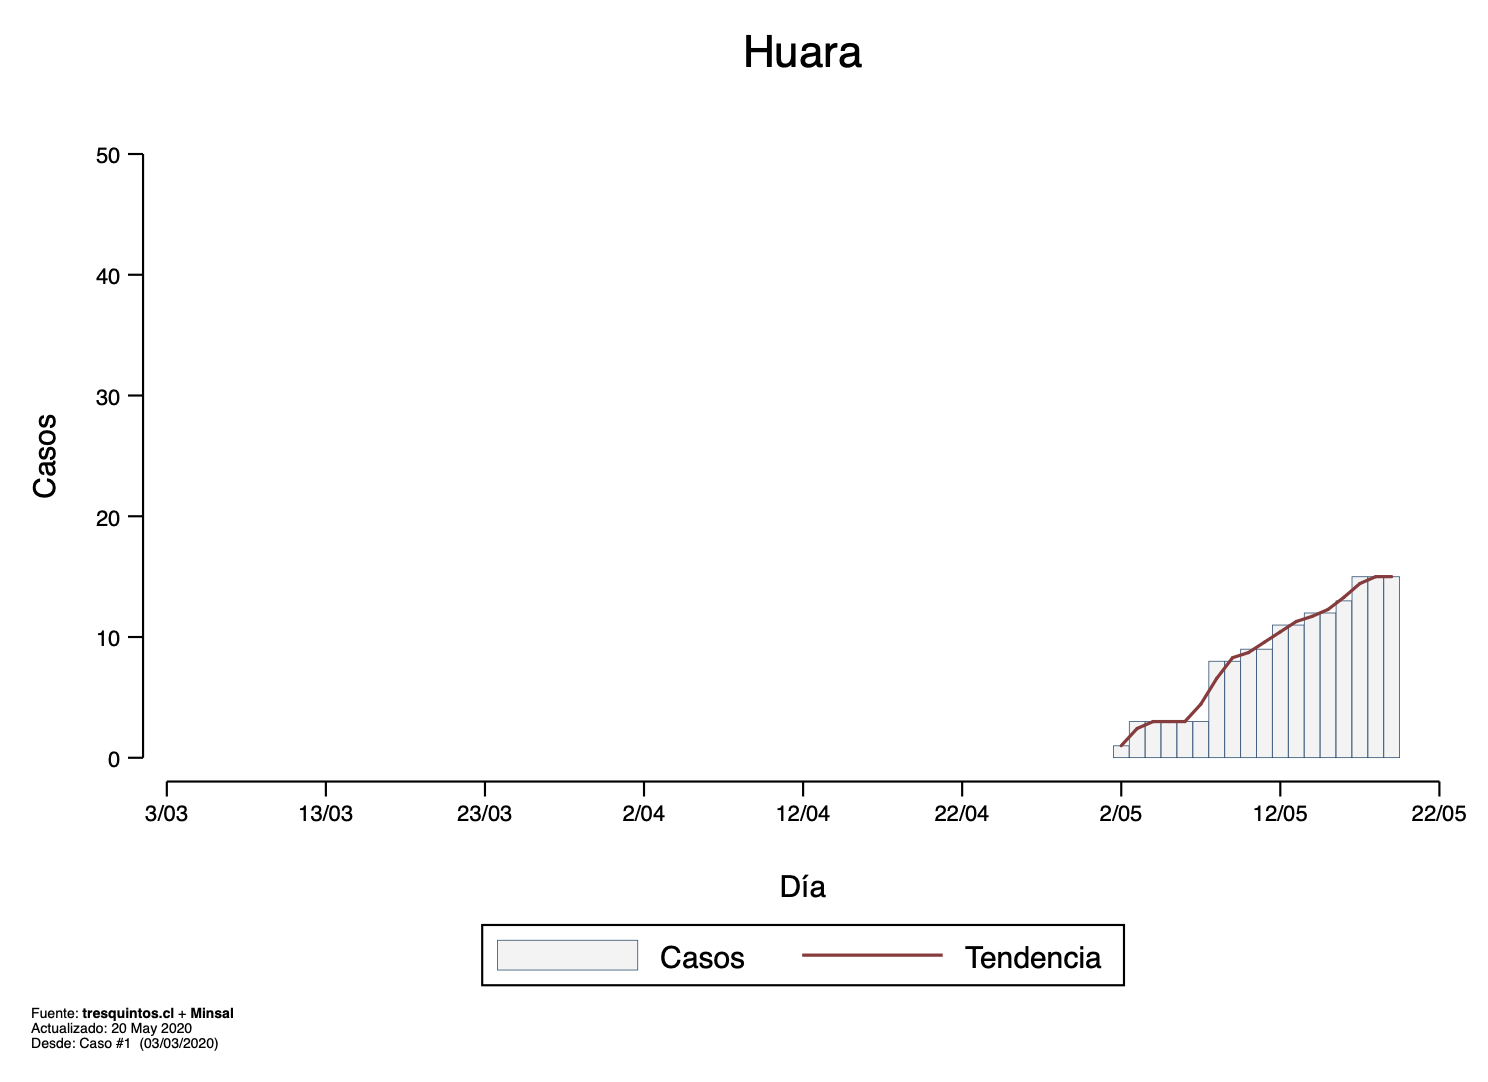 Huara
50
40
30
20
10
0
Casos
3/03 13/03 23/03 2/04 12/04 22/04 2/05 12/05 22/05
Día
Casos Tendencia
Fuente: tresquintos.cl + Minsal
Actualizado: 20 May 2020
Desde: Caso #1 (03/03/2020)